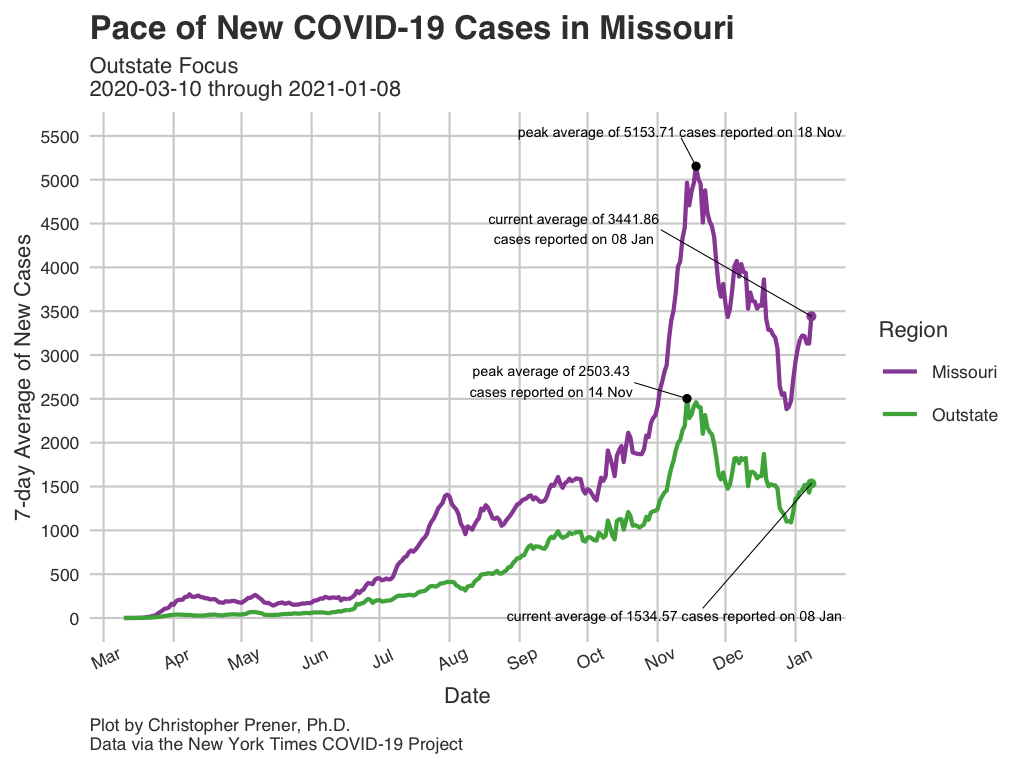 Pace of New COVID-19 Cases in Missouri
Outstate Focus
2020-03-10 through 2021-01-08
7-day Average of New Cases
5500
5000
4500
4000
3500
3000
2500
2000
1500
1000
500
0
peak average of 5153.71 cases reported on 18 Nov
current average of 3441.86
cases reported on 08 Jan
peak average of 2503.43
cases reported on 14 Nov
current average of 1534.57 cases reported on 08 Jan
Region
Missouri
Outstate
Mar Apr May Jun Jul Aug Sep Oct Nov Dec Jan
Date
Plot by Christopher Prener, Ph.D.
Data via the New York Times COVID-19 Project